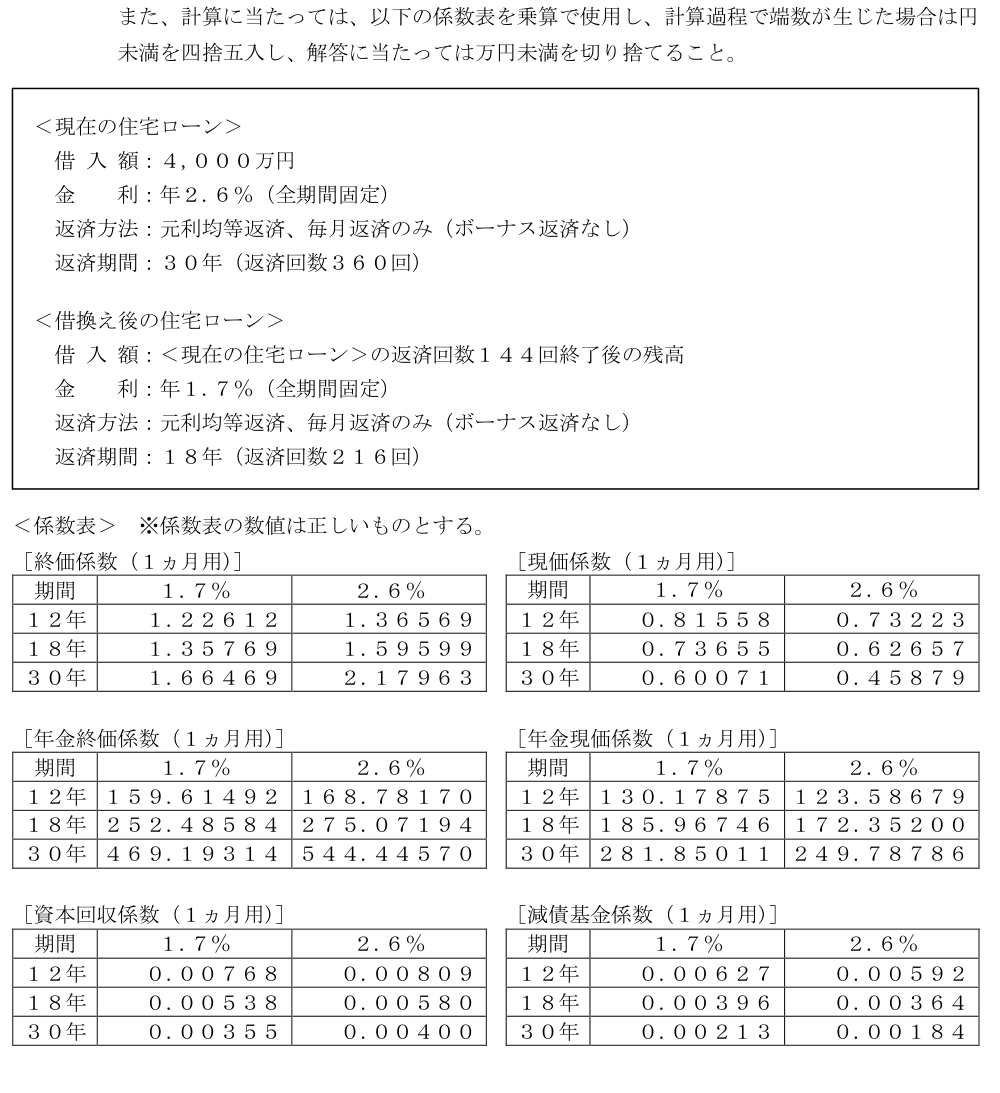 また、計算に当たっては、以下の係数表を乗算で使用し、計算過程で端数が生じた場合は円
未満を四捨五入し、解答に当たっては万円未満を切り捨てること。
＜現在の住宅ローン＞
借 入 額：４,０００万円
金　　利：年２.６％（全期間固定）
返済方法：元利均等返済、毎月返済のみ（ボーナス返済なし）
返済期間：３０年（返済回数３６０回）
＜借換え後の住宅ローン＞
借 入 額：＜現在の住宅ローン＞の返済回数１４４回終了後の残高
金　　利：年１.７％（全期間固定）
返済方法：元利均等返済、毎月返済のみ（ボーナス返済なし）
返済期間：１８年（返済回数２１６回）
＜係数表＞　※係数表の数値は正しいものとする。
［終価係数（１ヵ月用）］
期間　１.７％　２.６％
１２年　１.２２６１２　１.３６５６９
１８年　１.３５７６９　１.５９５９９
３０年　１.６６４６９　２.１７９６３
［現価係数（１ヵ月用）］
期間　１.７％　２.６％
１２年　０.８１５５８　０.７３２２３
１８年　０.７３６５５　０.６２６５７
３０年　０.６００７１　０.４５８７９
［年金終価係数（１ヵ月用）］
期間　１.７％　２.６％
１２年　１５９.６１４９２　１６８.７８１７０
１８年　２５２.４８５８４　２７５.０７１９４
３０年　４６９.１９３１４　５４４.４４５７０
［年金現価係数（１ヵ月用）］
期間　１.７％　２.６％
１２年　１３０.１７８７５　１２３.５８６７９
１８年　１８５.９６７４６　１７２.３５２００
３０年　２８１.８５０１１　２４９.７８７８６
［資本回収係数（１ヵ月用）］
期間　１.７％　２.６％
１２年　０.００７６８　０.００８０９
１８年　０.００５３８　０.００５８０
３０年　０.００３５５　０.００４００
［減債基金係数（１ヵ月用）］
期間　１.７％　２.６％
１２年　０.００６２７　０.００５９２
１８年　０.００３９６　０.００３６４
３０年　０.００２１３　０.００１８４